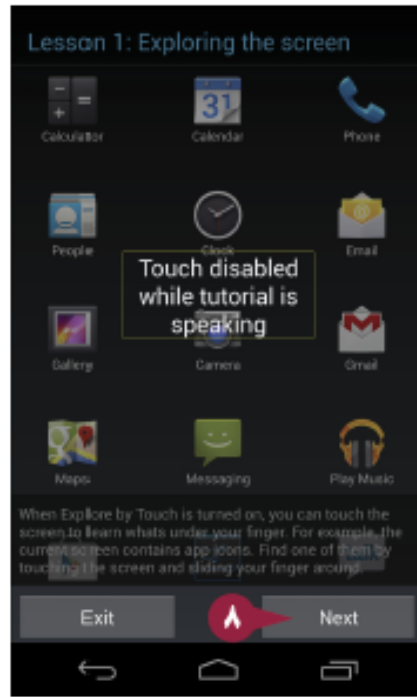 Lesson 1: Exploring the screen
Calculator Calendar Phone
31
People Clock Email
Touch disabled
while tutorial is
speaking
Gallery Camera Gmail
Maps Messaging Play Music
When Explore by Touch is turned on, you can touch the
screen to learn whats under your finger. For example, the
current screen contains app icons. Find one of them by
touching the screen and sliding your finger around.
Exit Next